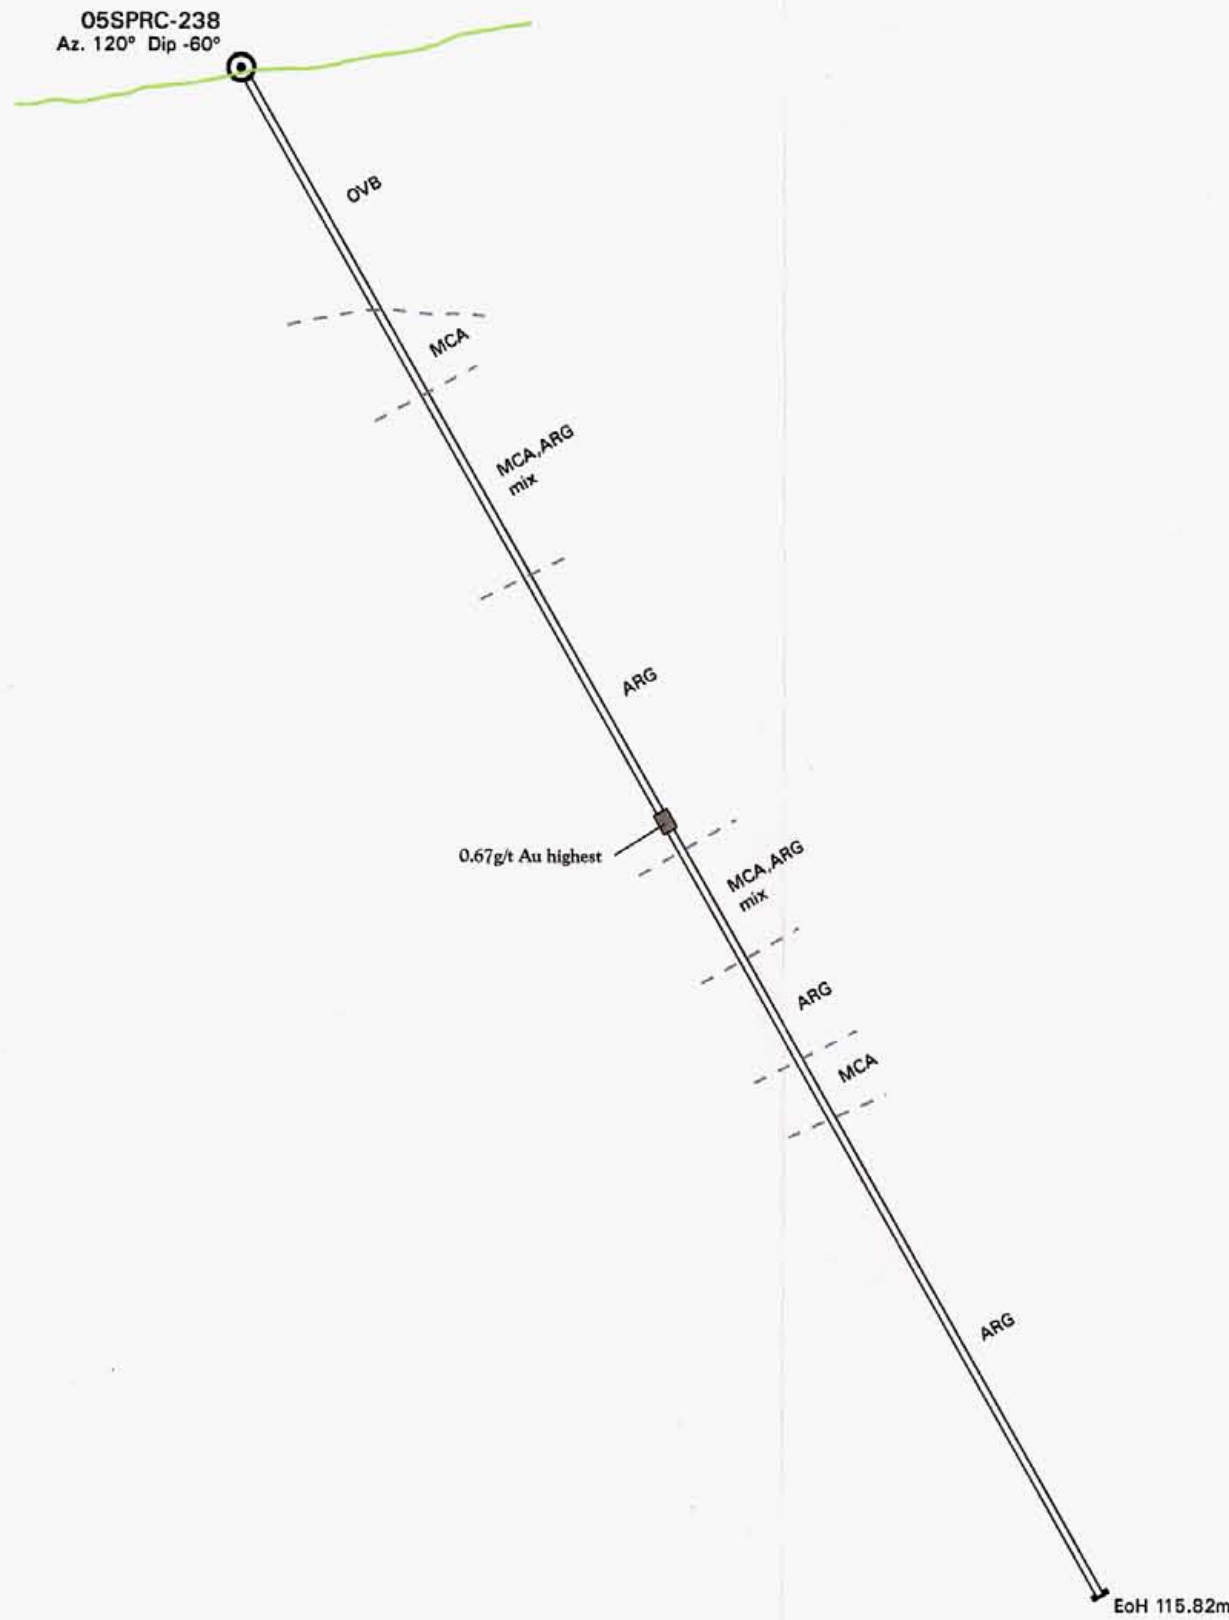 05SPRC-238
Az. 120° Dip -60°
OVB
MCA
MCA,ARG
mix
ARG
0.67g/t Au highest
MCA,ARG
mix
ARG
MCA
ARG
EoH 115.82m